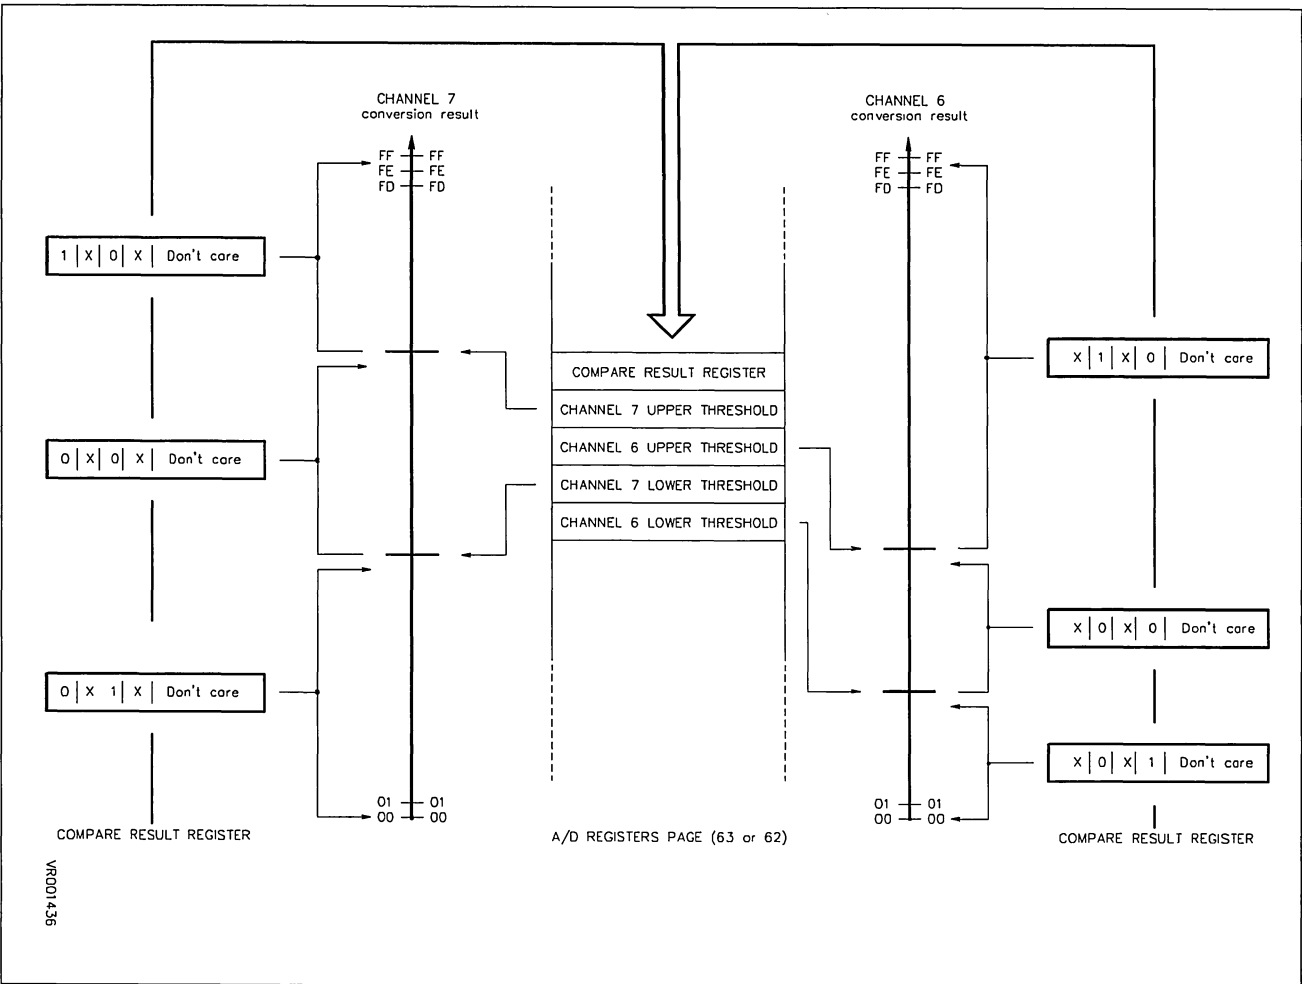 CHANNEL 7
conversion result
FF FF
FE FE
FD FD
01 01
00 00
1 | X | 0 | X | Don't care
0 | X | 0 | X | Don't care
0 | X 1 | X | Don't care
COMPARE RESULT REGISTER
COMPARE RESULT REGISTER
CHANNEL 7 UPPER THRESHOLD
CHANNEL 6 UPPER THRESHOLD
CHANNEL 7 LOWER THRESHOLD
CHANNEL 6 LOWER THRESHOLD
A/D REGISTERS PAGE (63 or 62)
CHANNEL 6
conversion result
FF FF
FE FE
FD FD
01 01
00 00
X | 1 | X | 0 | Don't care
X | 0 | X | 0 | Don't care
X | 0 | X | 1 | Don't care
COMPARE RESULT REGISTER
VR001436